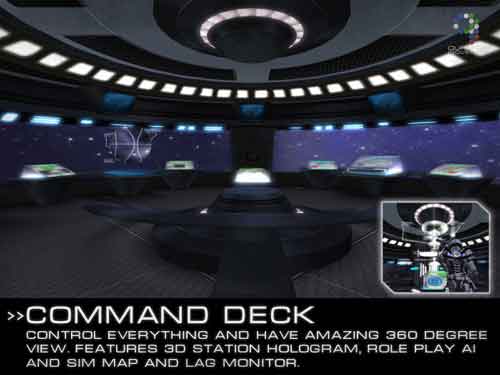 >>COMMAND DECK
CONTROL EVERYTHING AND HAVE AMAZING 360 DEGREE
VIEW. FEATURES 3D STATION HOLOGRAM, ROLE PLAY AI
AND SIM MAP AND LAG MONITOR.